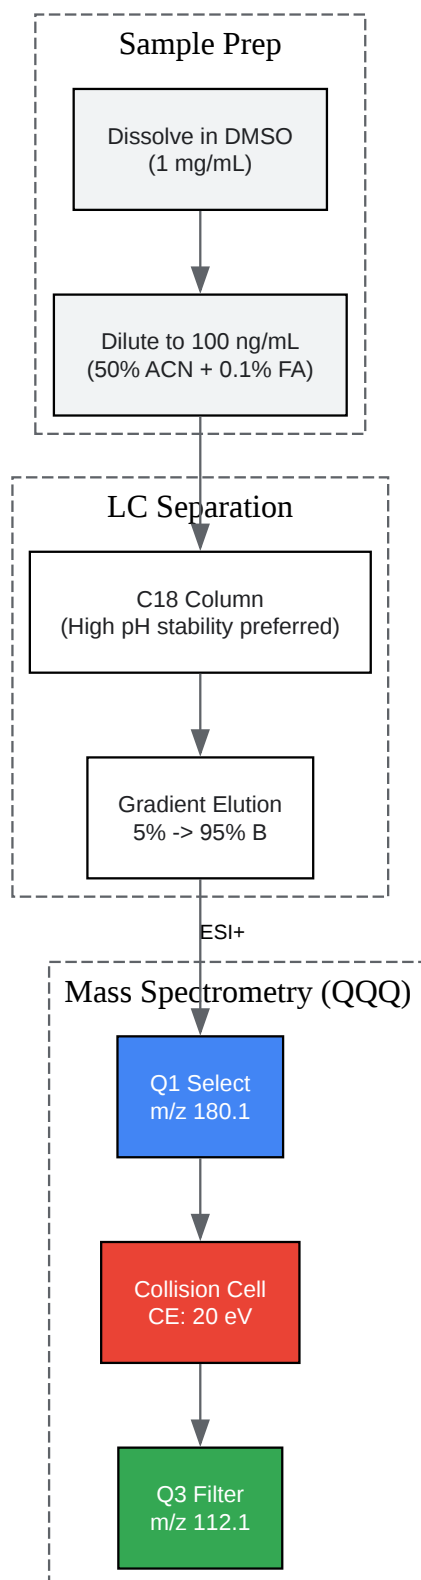 Sample Prep
Dissolve in DMSO
(1 mg/mL)
Dilute to 100 ng/mL
(50% ACN + 0.1% FA)
LC Separation
C18 Column
(High pH stability preferred)
Gradient Elution
5% -> 95% B
ESI+
Mass Spectrometry (QQQ)
Q1 Select
m/z 180.1
Collision Cell
CE: 20 eV
Q3 Filter
m/z 112.1